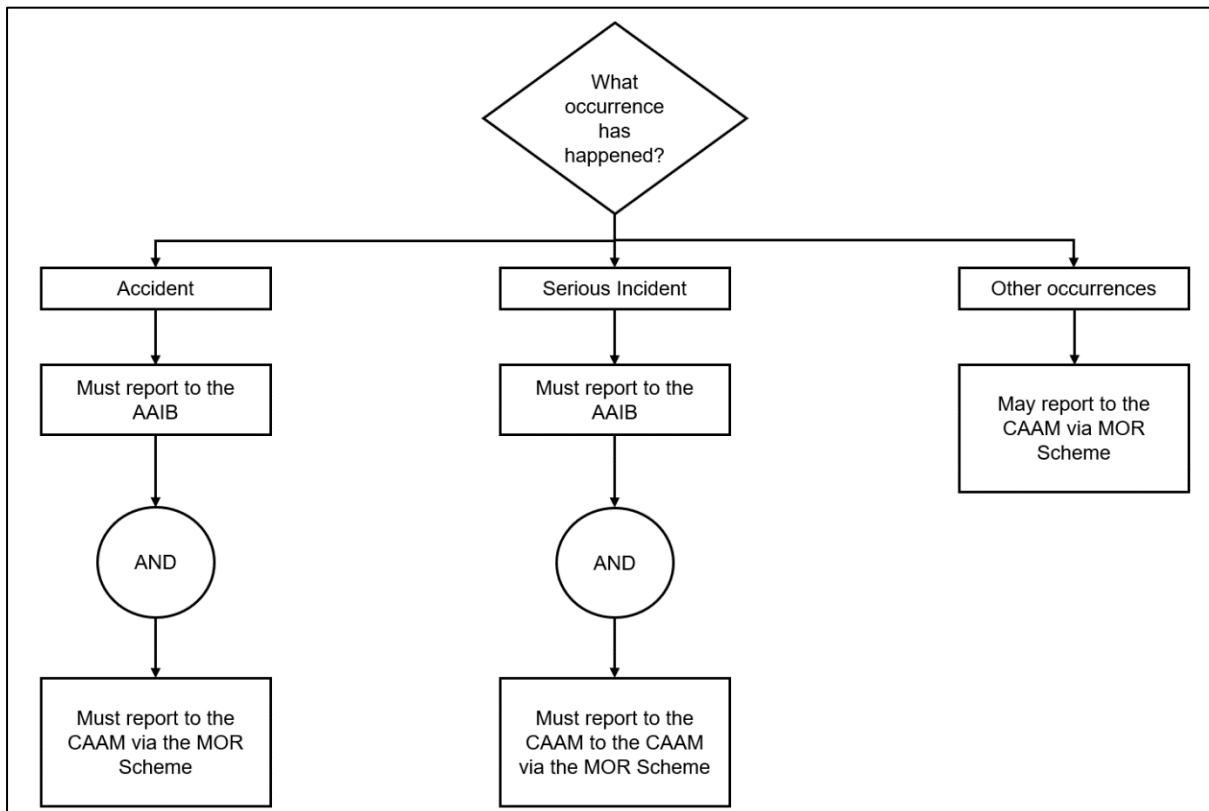 What
occurrence
has
happened?
Accident
Serious Incident
Other occurrences
Must report to the
AAIB
Must report to the
AAIB
May report to the
CAAM via MOR
Scheme
AND
AND
Must report to the
CAAM via the MOR
Scheme
Must report to the
CAAM to the CAAM
via the MOR Scheme